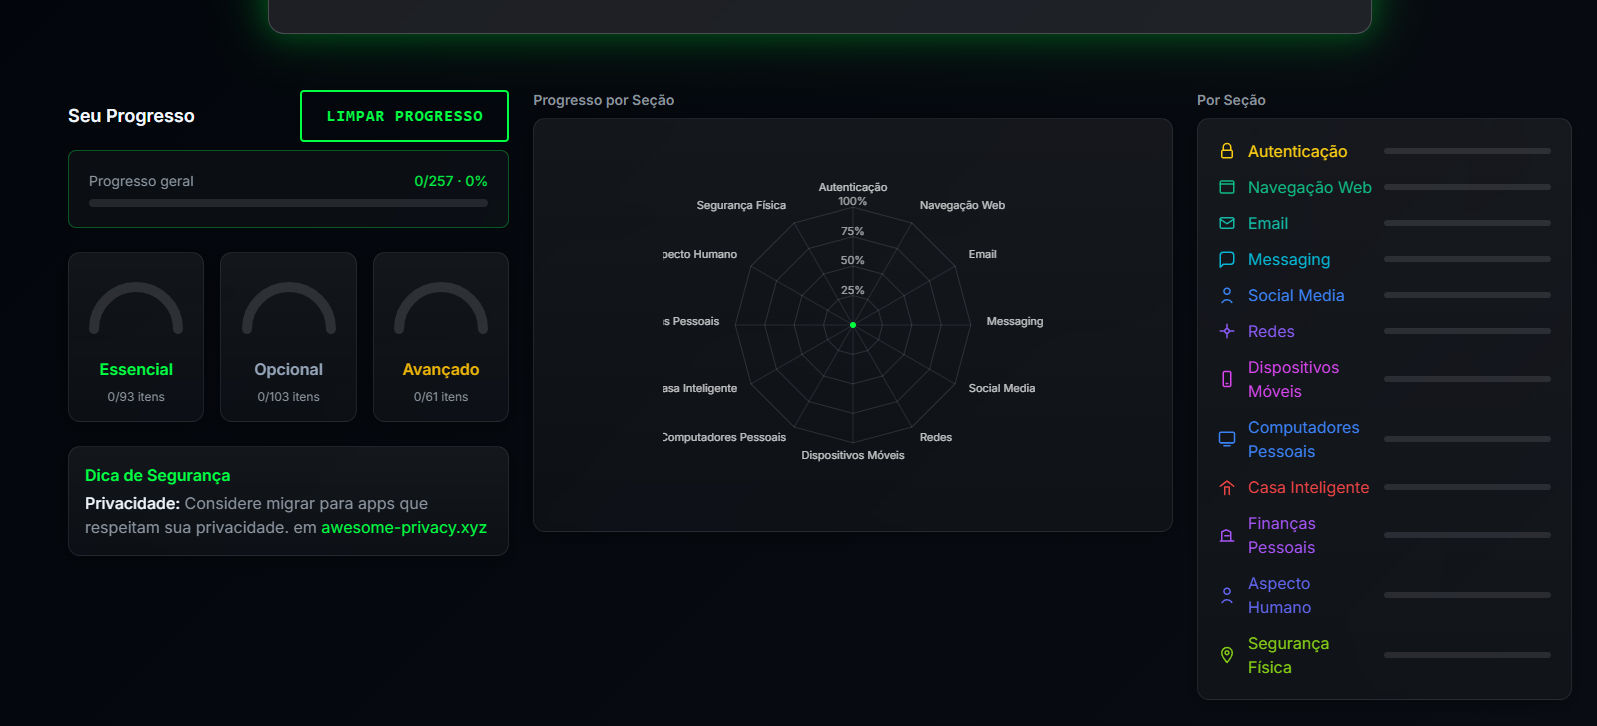 Seu Progresso
LIMPAR PROGRESSO
Progresso geral
0/257 · 0%
Essencial
0/93 itens
Opcional
0/103 itens
Avançado
0/61 itens
Dica de Segurança
Privacidade: Considere migrar para apps que
respeitam sua privacidade. em awesome-privacy.xyz
Progresso por Seção
Autenticação
100%
75%
50%
25%
Navegação Web
Email
Messaging
Social Media
Redes
Dispositivos Móveis
Computadores Pessoais
asa Inteligente
s Pessoais
pecto Humano
Segurança Física
Por Seção
Autenticação
Navegação Web
Email
Messaging
Social Media
Redes
Dispositivos
Móveis
Computadores
Pessoais
Casa Inteligente
Finanças
Pessoais
Aspecto
Humano
Segurança
Física